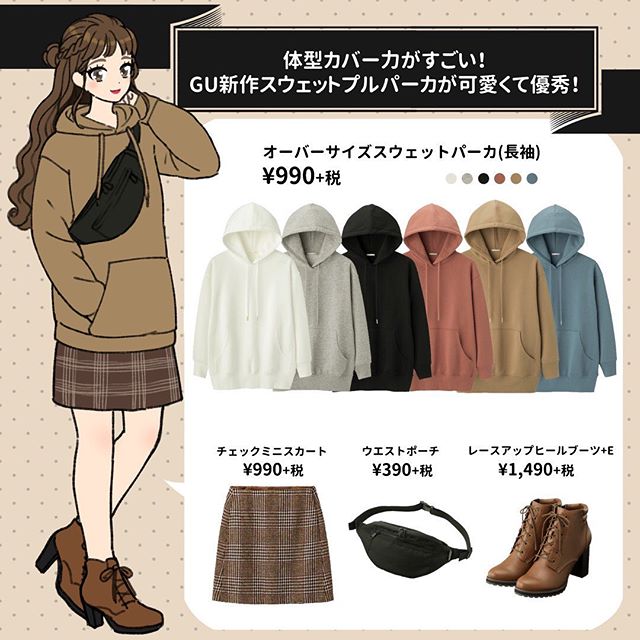 体型カバー力がすごい!
GU新作スウェットプルパーカが可愛くて優秀!
オーバーサイズスウェットパーカ(長袖)
¥990+税
チェックミニスカート
¥990+税
ウエストポーチ
¥390+税
レースアップヒールブーツ+E
¥1,490+税